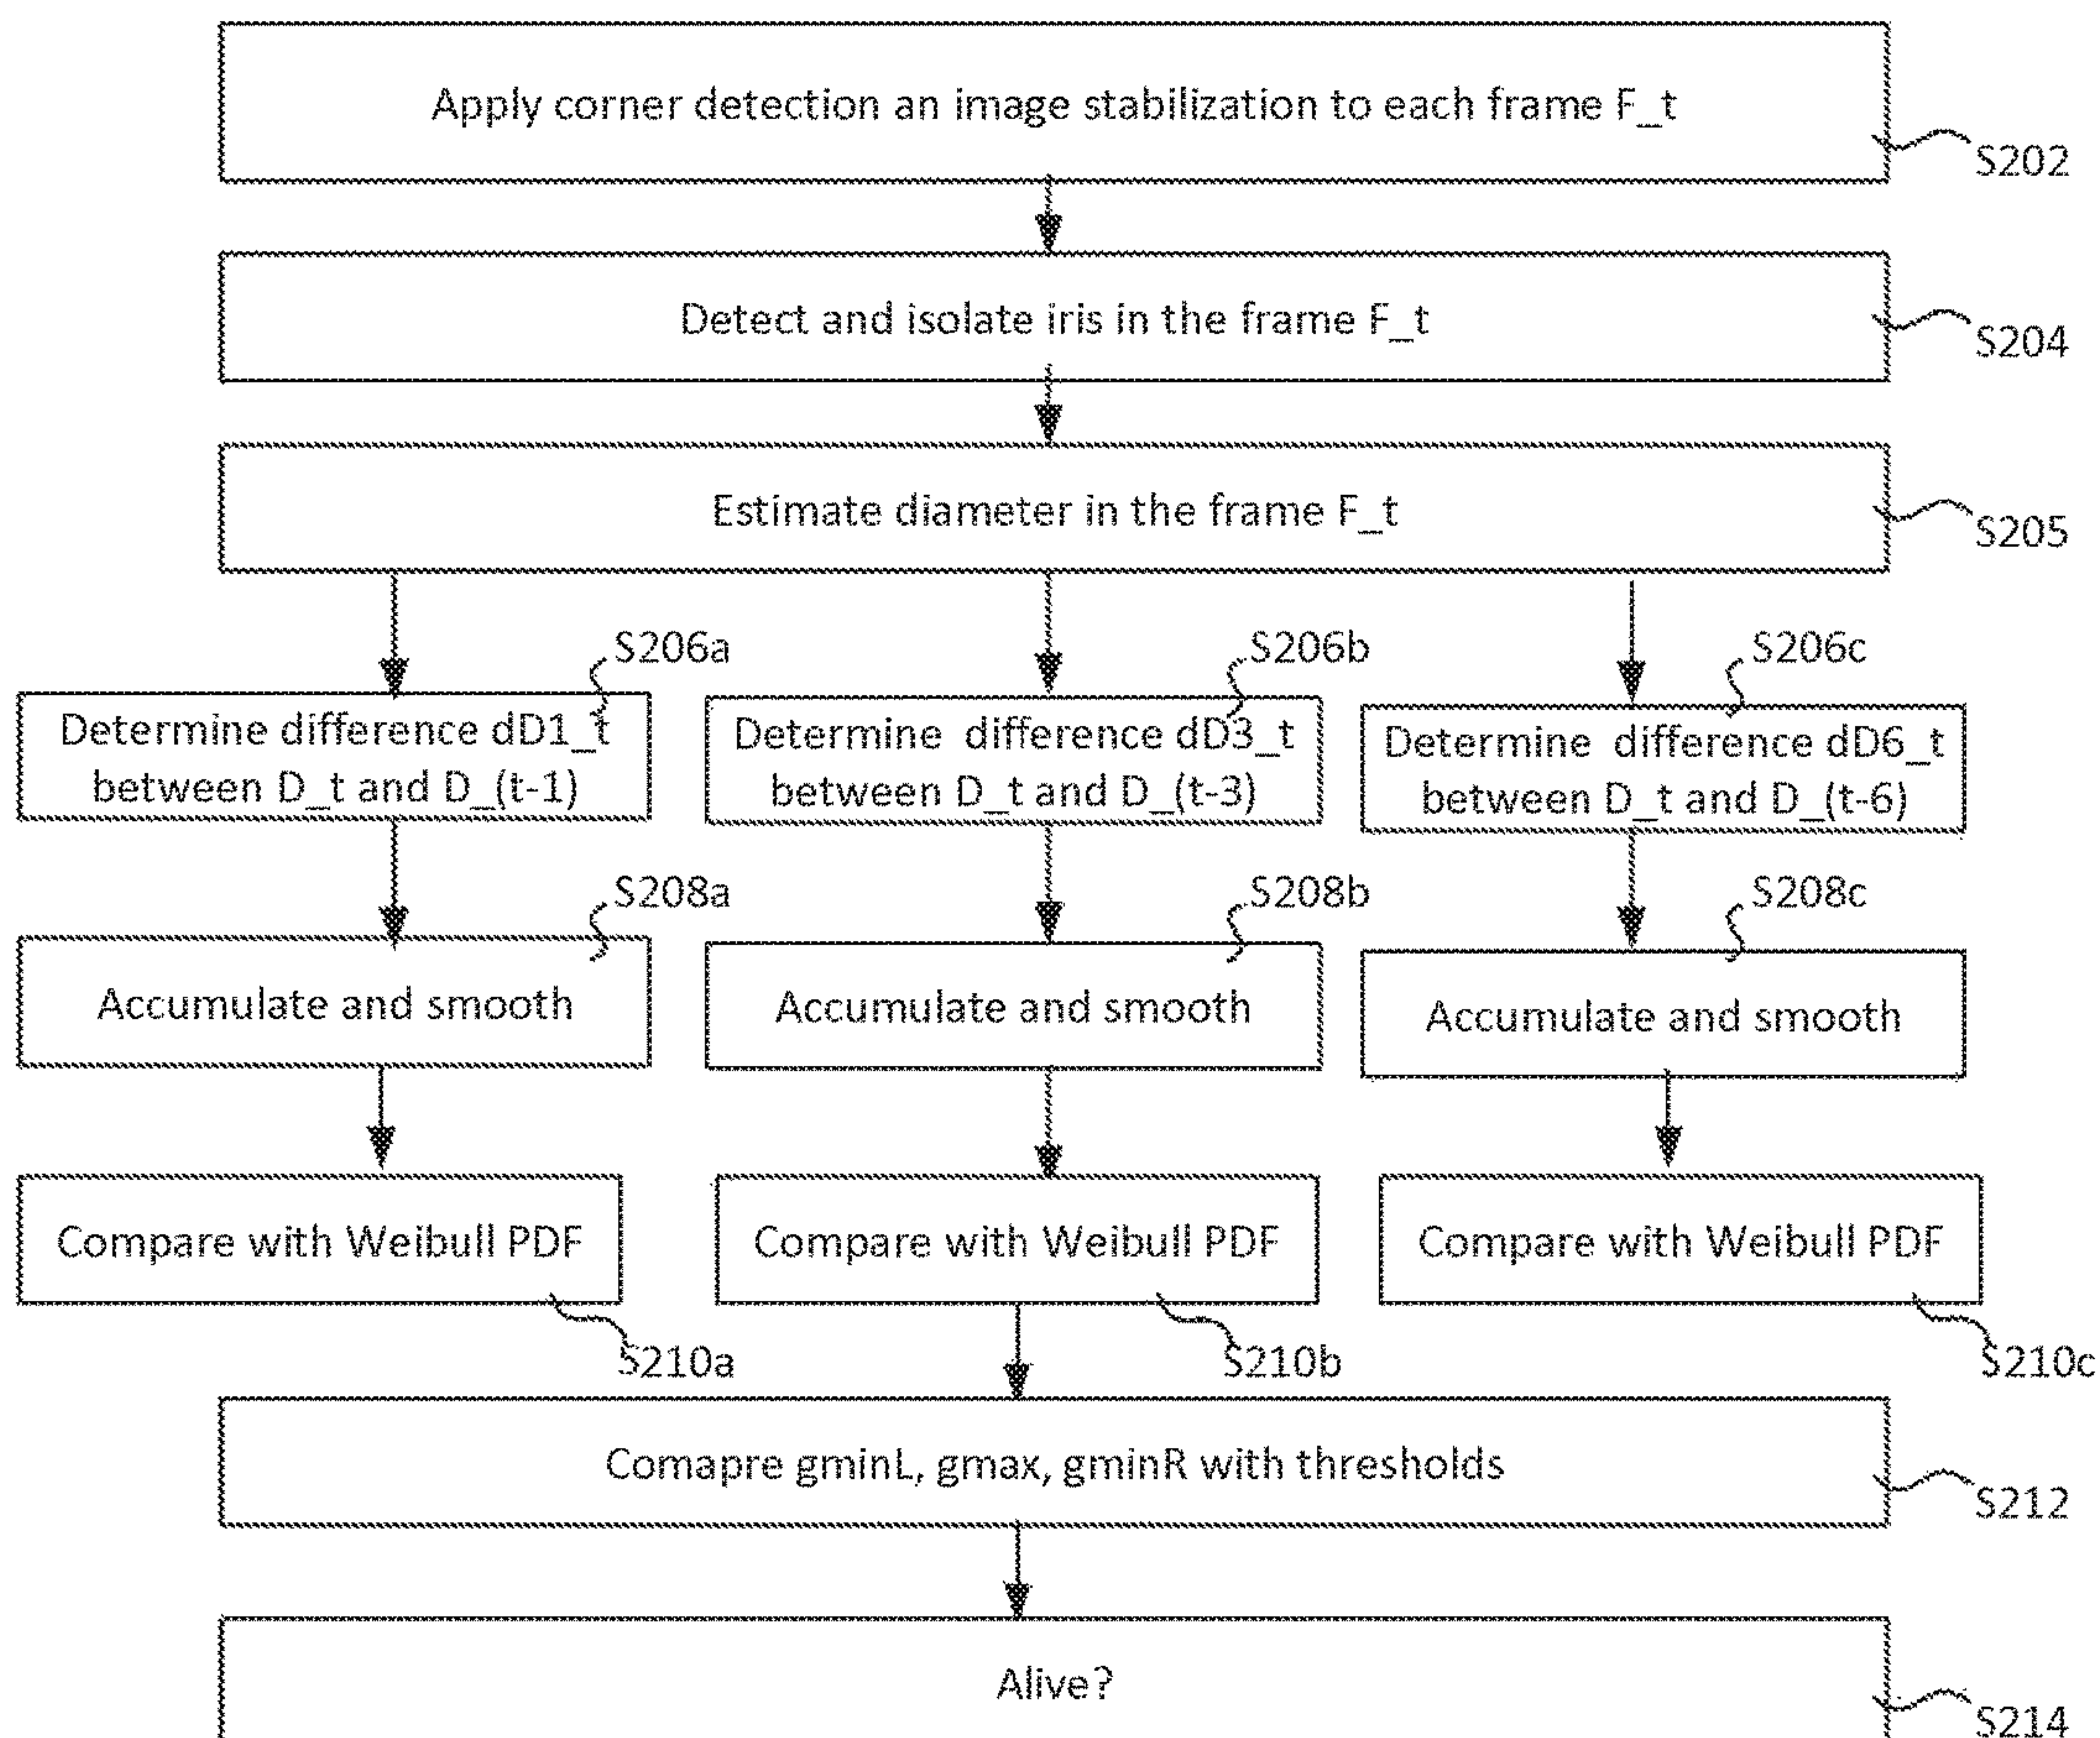 Apply corner detection an image stabilization to each frame F_t
S202
Detect and isolate iris in the frame F_t
S204
Estimate diameter in the frame F_t
S205
S206a
Determine difference dD1_t
between D_t and D_(t-1)
S206b
Determine difference dD3_t
between D_t and D_(t-3)
S206c
Determine difference dD6_t
between D_t and D_(t-6)
S208a
Accumulate and smooth
S208b
Accumulate and smooth
S208c
Accumulate and smooth
Compare with Weibull PDF
S210a
Compare with Weibull PDF
S210b
Compare with Weibull PDF
S210c
Comapre gminL, gmax, gminR with thresholds
S212
Alive?
S214